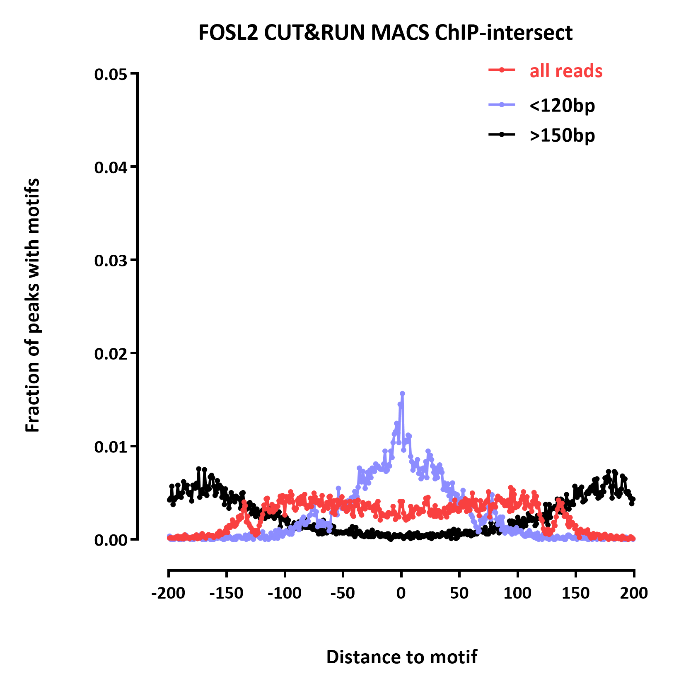 FOSL2 CUT&RUN MACS ChIP-intersect
all reads
<120bp
>150bp
Fraction of peaks with motifs
0.05
0.04
0.03
0.02
0.01
0.00
-200 -150 -100 -50 0 50 100 150 200
Distance to motif